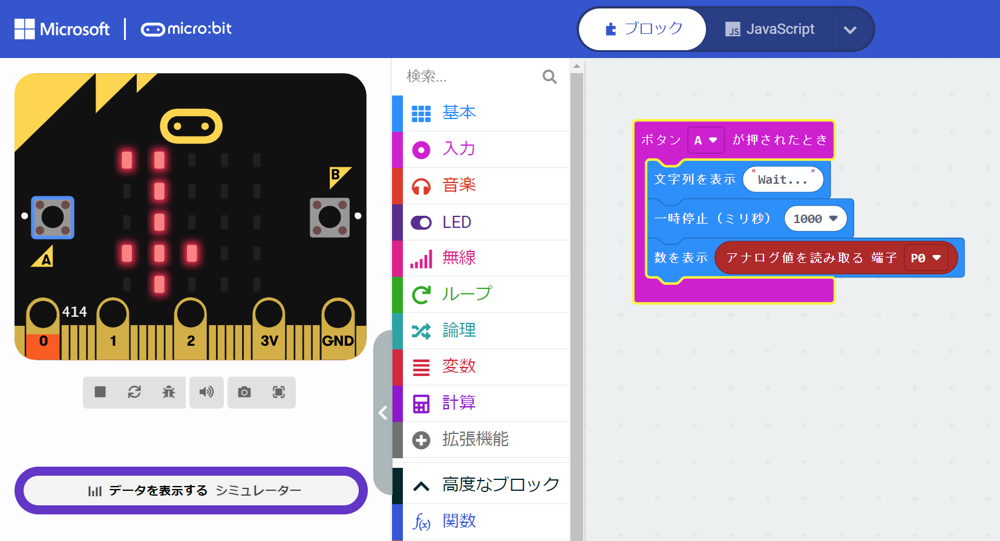 Microsoft micro:bit
ブロック
JS JavaScript
検索...
基本
入力
音楽
LED
無線
ループ
論理
変数
計算
拡張機能
高度なブロック
f(x) 関数
B
A
414
0 1 2 3V GND
データを表示する シミュレーター
ボタン A が押されたとき
文字列を表示 "Wait..."
一時停止（ミリ秒） 1000
数を表示 アナログ値を読み取る 端子 P0